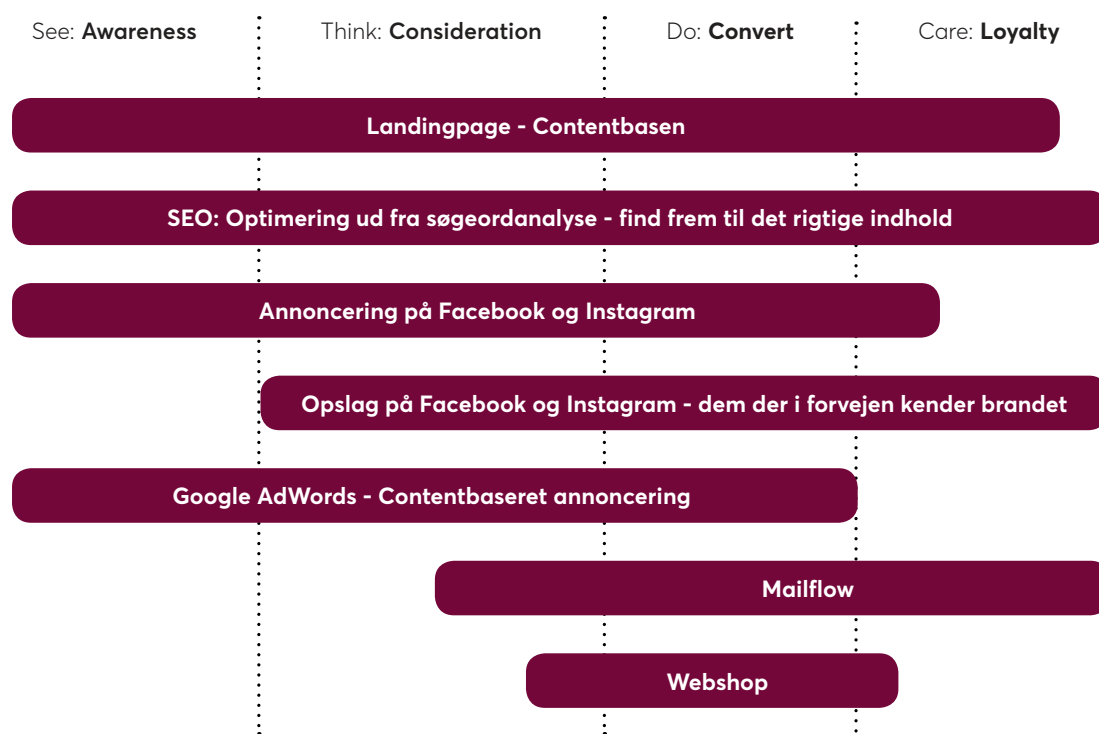 See: Awareness
Think: Consideration
Do: Convert
Care: Loyalty
Landingpage - Contentbasen
SEO: Optimering ud fra søgeordanalyse - find frem til det rigtige indhold
Annoncering på Facebook og Instagram
Opslag på Facebook og Instagram - dem der i forvejen kender brandet
Google AdWords - Contentbaseret annoncering
Mailflow
Webshop